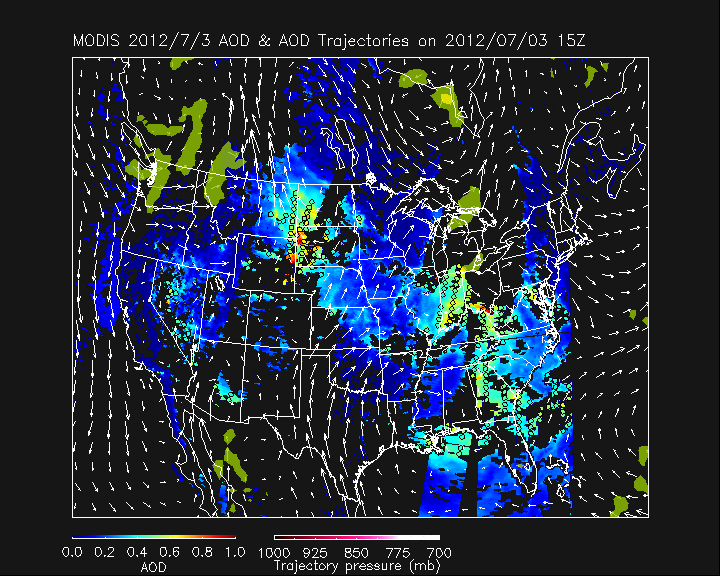 MODIS 2012/7/3 AOD & AOD Trajectories on 2012/07/03 15Z
0.0 0.2 0.4 0.6 0.8 1.0
AOD
1000 925 850 775 700
Trajectory pressure (mb)